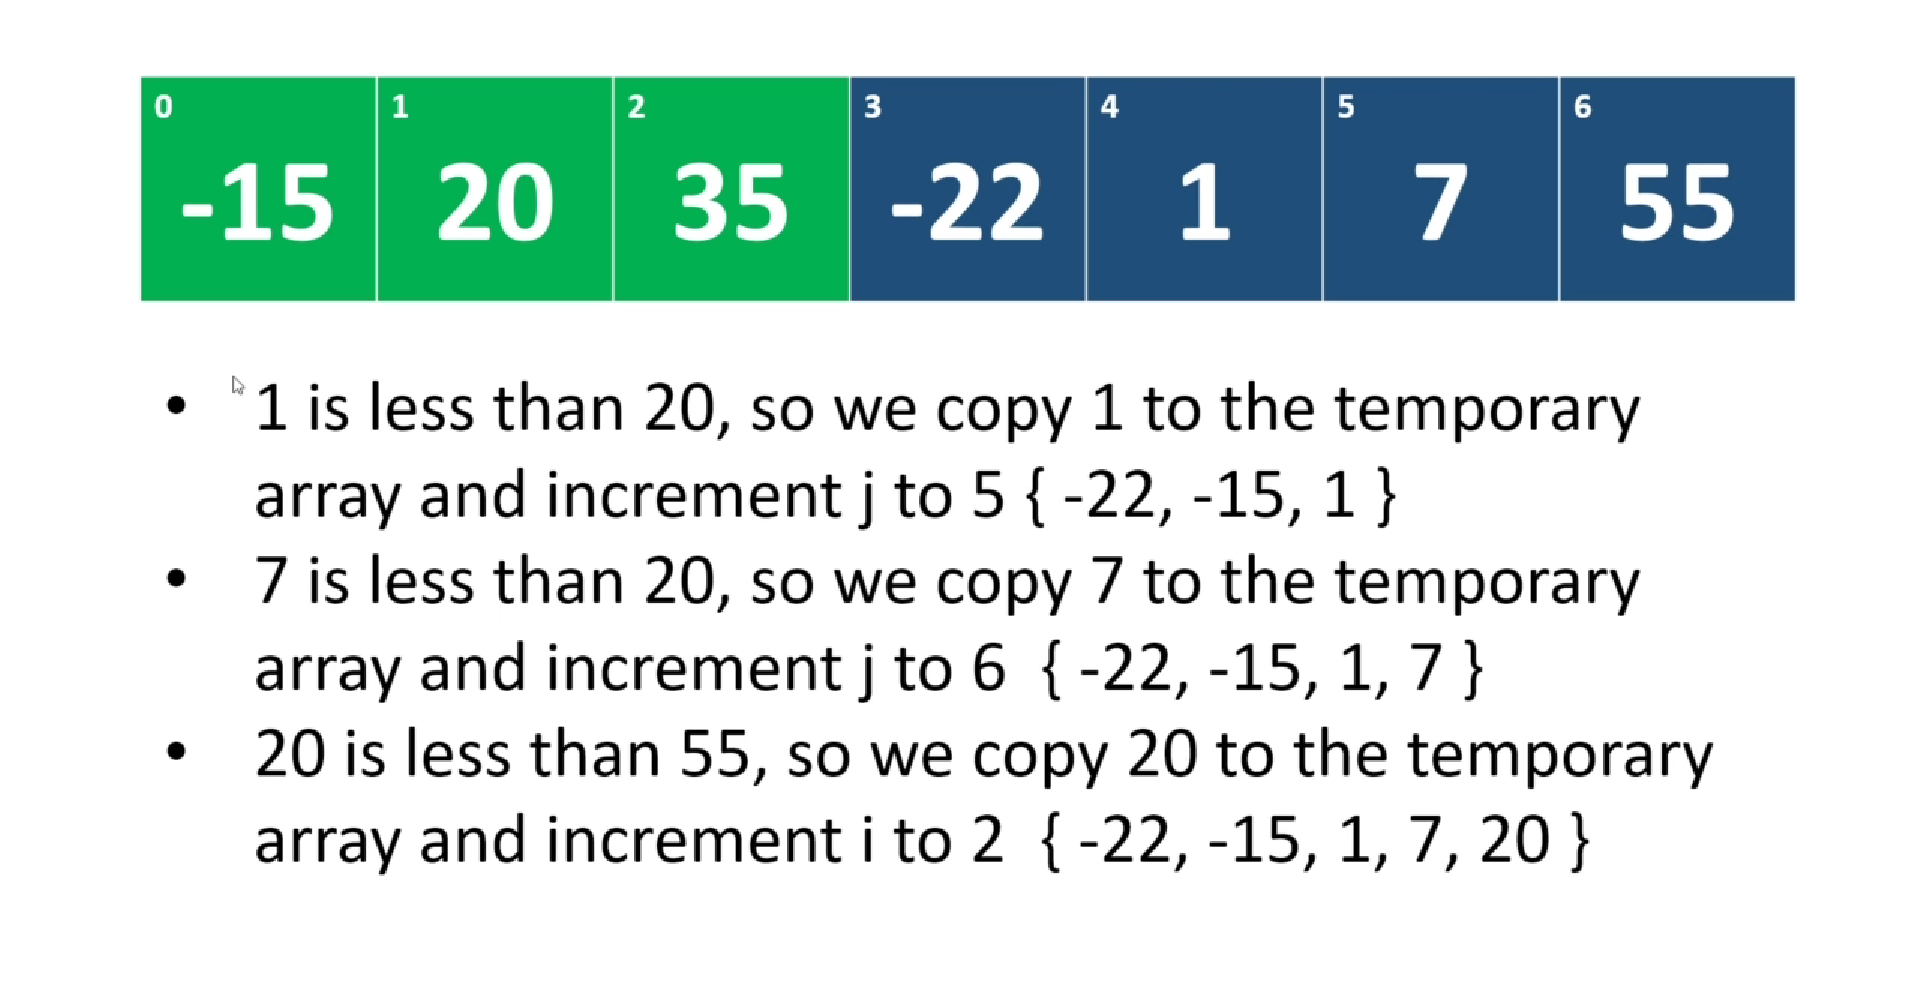 0 1 2 3 4 5 6
-15 20 35 -22 1 7 55
• 1 is less than 20, so we copy 1 to the temporary
array and increment j to 5 { -22, -15, 1 }
• 7 is less than 20, so we copy 7 to the temporary
array and increment j to 6 { -22, -15, 1, 7 }
• 20 is less than 55, so we copy 20 to the temporary
array and increment i to 2 { -22, -15, 1, 7, 20 }